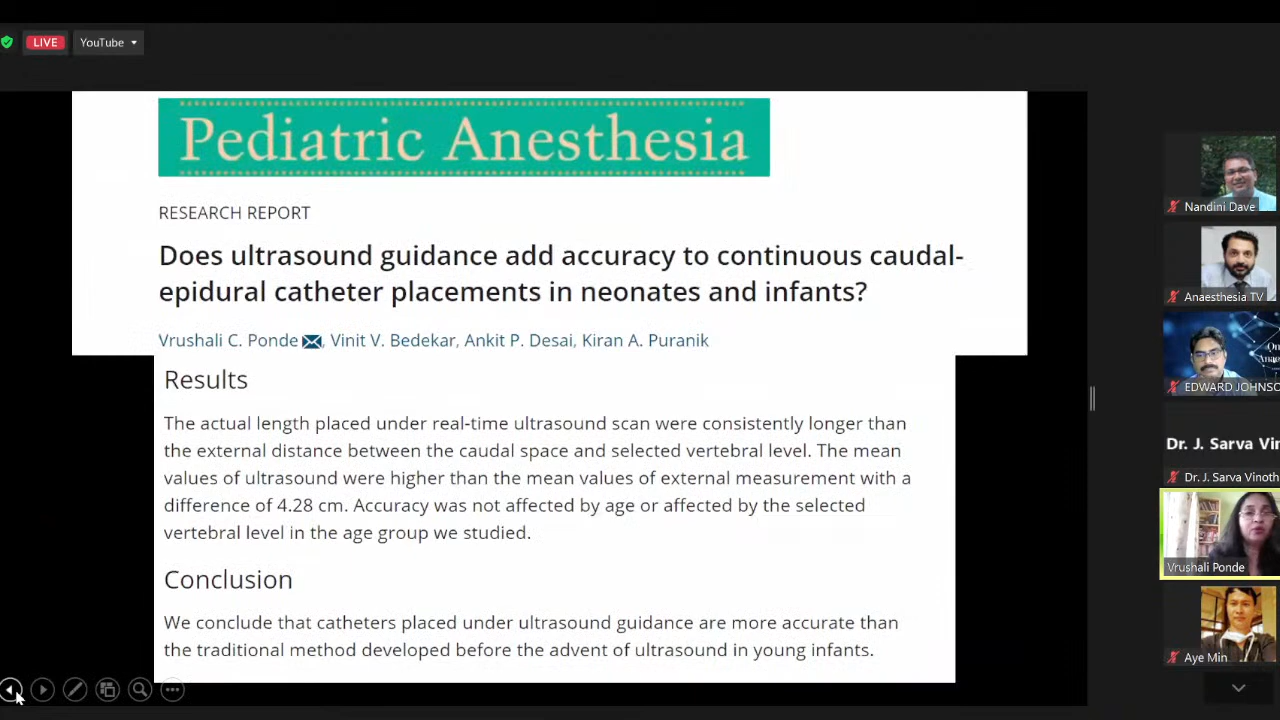 LIVE
YouTube
Pediatric Anesthesia
RESEARCH REPORT
Does ultrasound guidance add accuracy to continuous caudal-
epidural catheter placements in neonates and infants?
Vrushali C. Ponde , Vinit V. Bedekar, Ankit P. Desai, Kiran A. Puranik
Results
The actual length placed under real-time ultrasound scan were consistently longer than
the external distance between the caudal space and selected vertebral level. The mean
values of ultrasound were higher than the mean values of external measurement with a
difference of 4.28 cm. Accuracy was not affected by age or affected by the selected
vertebral level in the age group we studied.
Conclusion
We conclude that catheters placed under ultrasound guidance are more accurate than
the traditional method developed before the advent of ultrasound in young infants.
Nandini Dave
Anaesthesia TV
On
Anae
EDWARD JOHNSO
Dr. J. Sarva Vin
Dr. J. Sarva Vinoth
Vrushali Ponde
Aye Min